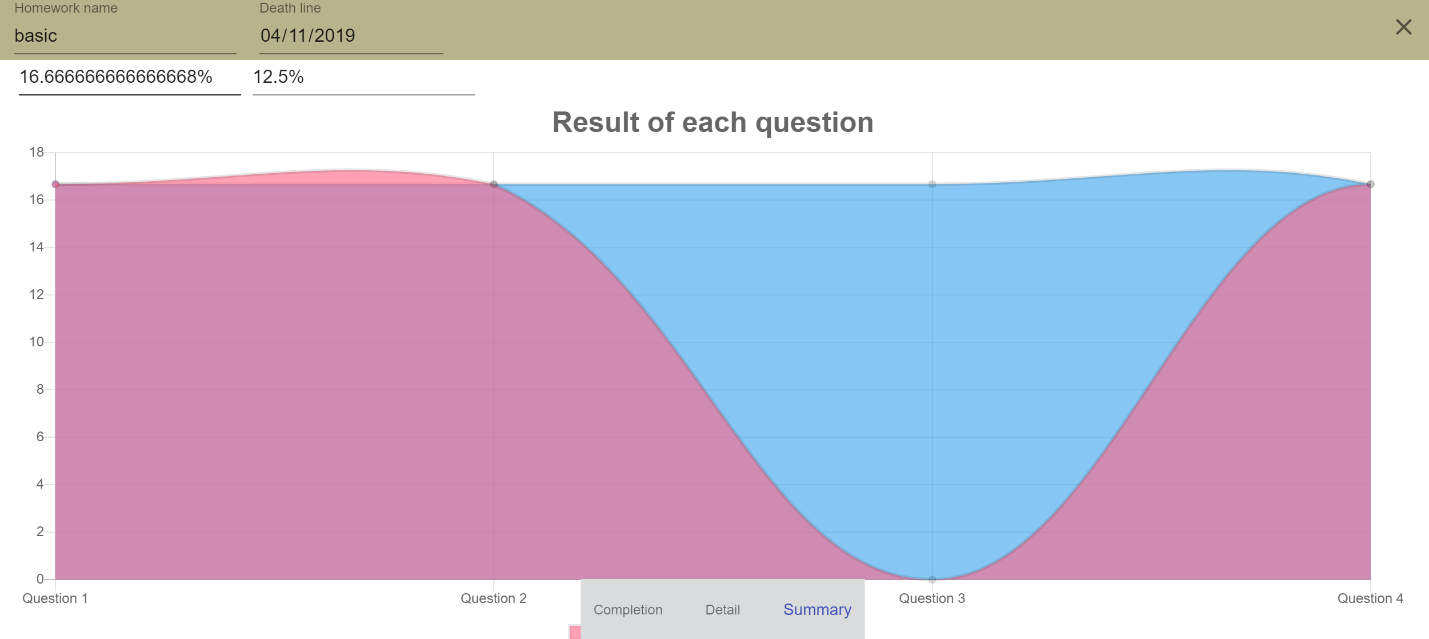 Homework name Death line
basic 04/11/2019
16.666666666666668% 12.5%
Result of each question
18
16
14
12
10
8
6
4
2
0
Question 1 Question 2 Question 3 Question 4
Completion Detail Summary